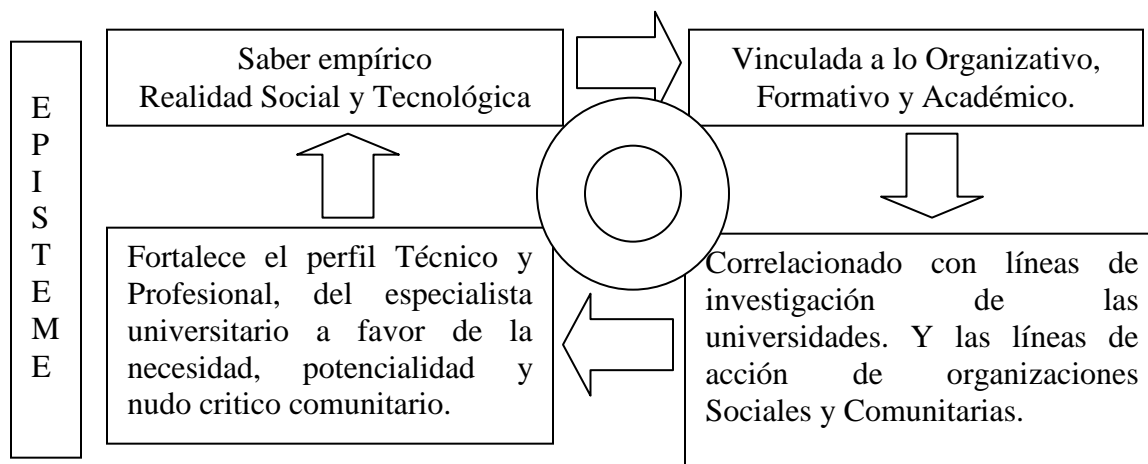 E
P
I
S
T
E
M
E
Saber empírico
Realidad Social y Tecnológica
Vinculada a lo Organizativo,
Formativo y Académico.
Fortalece el perfil Técnico y
Profesional, del especialista
universitario a favor de la
necesidad, potencialidad y
nudo critico comunitario.
Correlacionado con líneas de
investigación de las
universidades. Y las líneas de
acción de organizaciones
Sociales y Comunitarias.